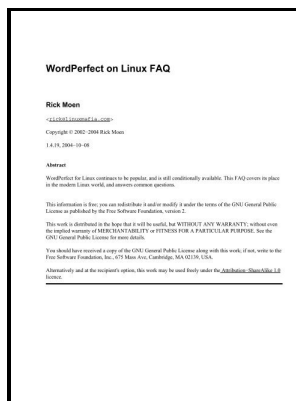 WordPerfect on Linux FAQ
Rick Moen
<rick@linuxmafia.com>
Copyright © 2002–2004 Rick Moen
1.4.19, 2004–10–08
Abstract
WordPerfect for Linux continues to be popular, and is still conditionally available. This FAQ covers its place
in the modern Linux world, and answers common questions.
This information is free; you can redistribute it and/or modify it under the terms of the GNU General Public
License as published by the Free Software Foundation, version 2.
This work is distributed in the hope that it will be useful, but WITHOUT ANY WARRANTY; without even
the implied warranty of MERCHANTABILITY or FITNESS FOR A PARTICULAR PURPOSE. See the
GNU General Public License for more details.
You should have received a copy of the GNU General Public License along with this work; if not, write to the
Free Software Foundation, Inc., 675 Mass Ave, Cambridge, MA 02139, USA.
Alternatively and at the recipient's option, this work may be used freely under the Attribution–ShareAlike 1.0
licence.